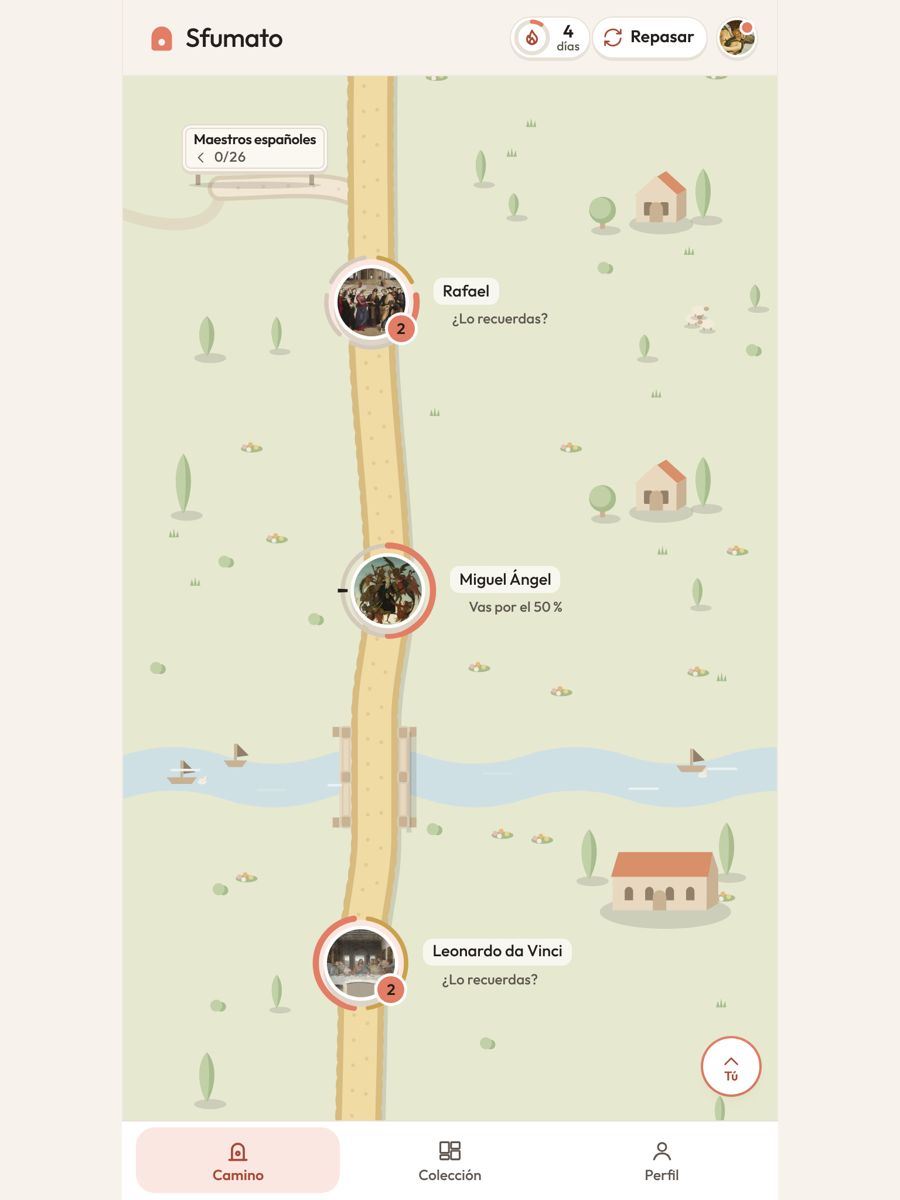 Sfumato
4
días
Repasar
Maestros españoles
0/26
Rafael
¿Lo recuerdas?
2
Miguel Ángel
Vas por el 50 %
Leonardo da Vinci
¿Lo recuerdas?
2
Tú
Camino
Colección
Perfil